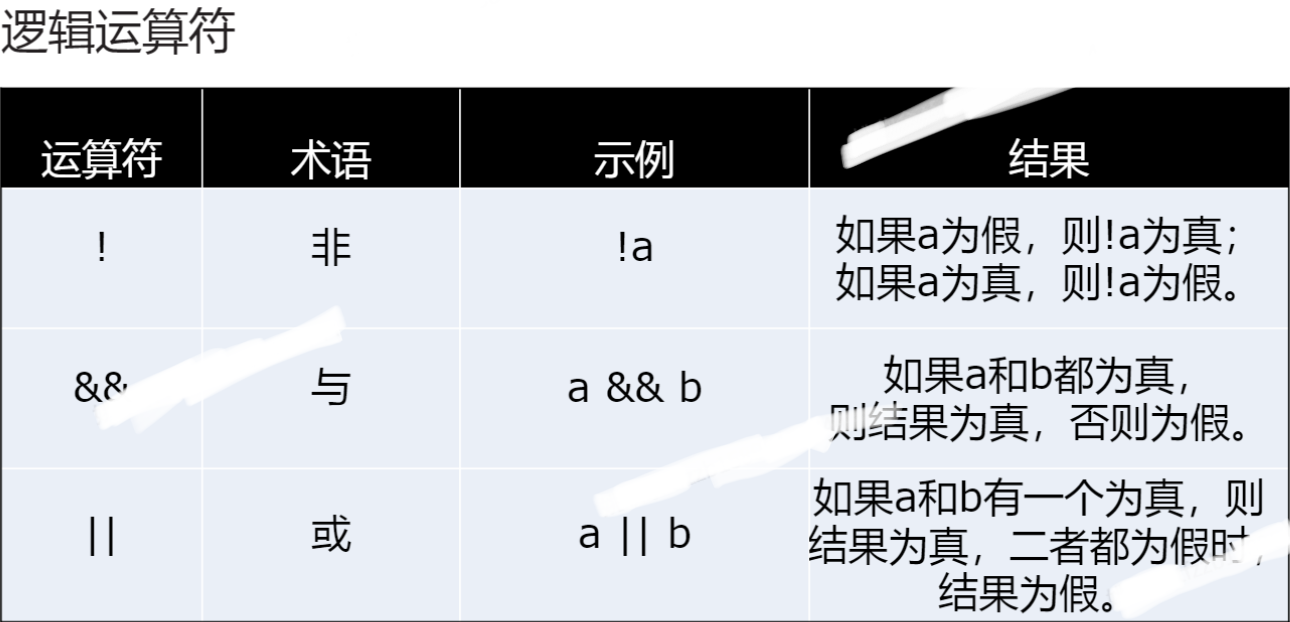 逻辑运算符
运算符 术语 示例 结果
! 非 !a 如果a为假，则!a为真；
如果a为真，则!a为假。
&& 与 a && b 如果a和b都为真，
则结果为真，否则为假。
|| 或 a || b 如果a和b有一个为真，则
结果为真，二者都为假时，
结果为假。